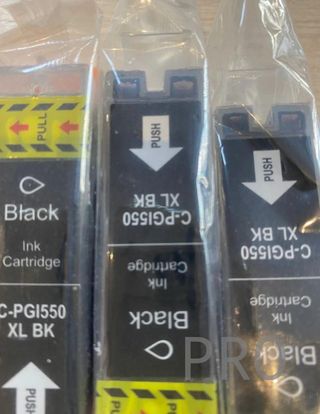 PULL
Black
Ink
Cartridge
C-PGI550
XL BK
PUSH
PUSH
C-PGI550
XL BK
Ink
Cartridge
Black
PUSH
C-PGI550
XL BK
Ink
Cartridge
Black
PRO